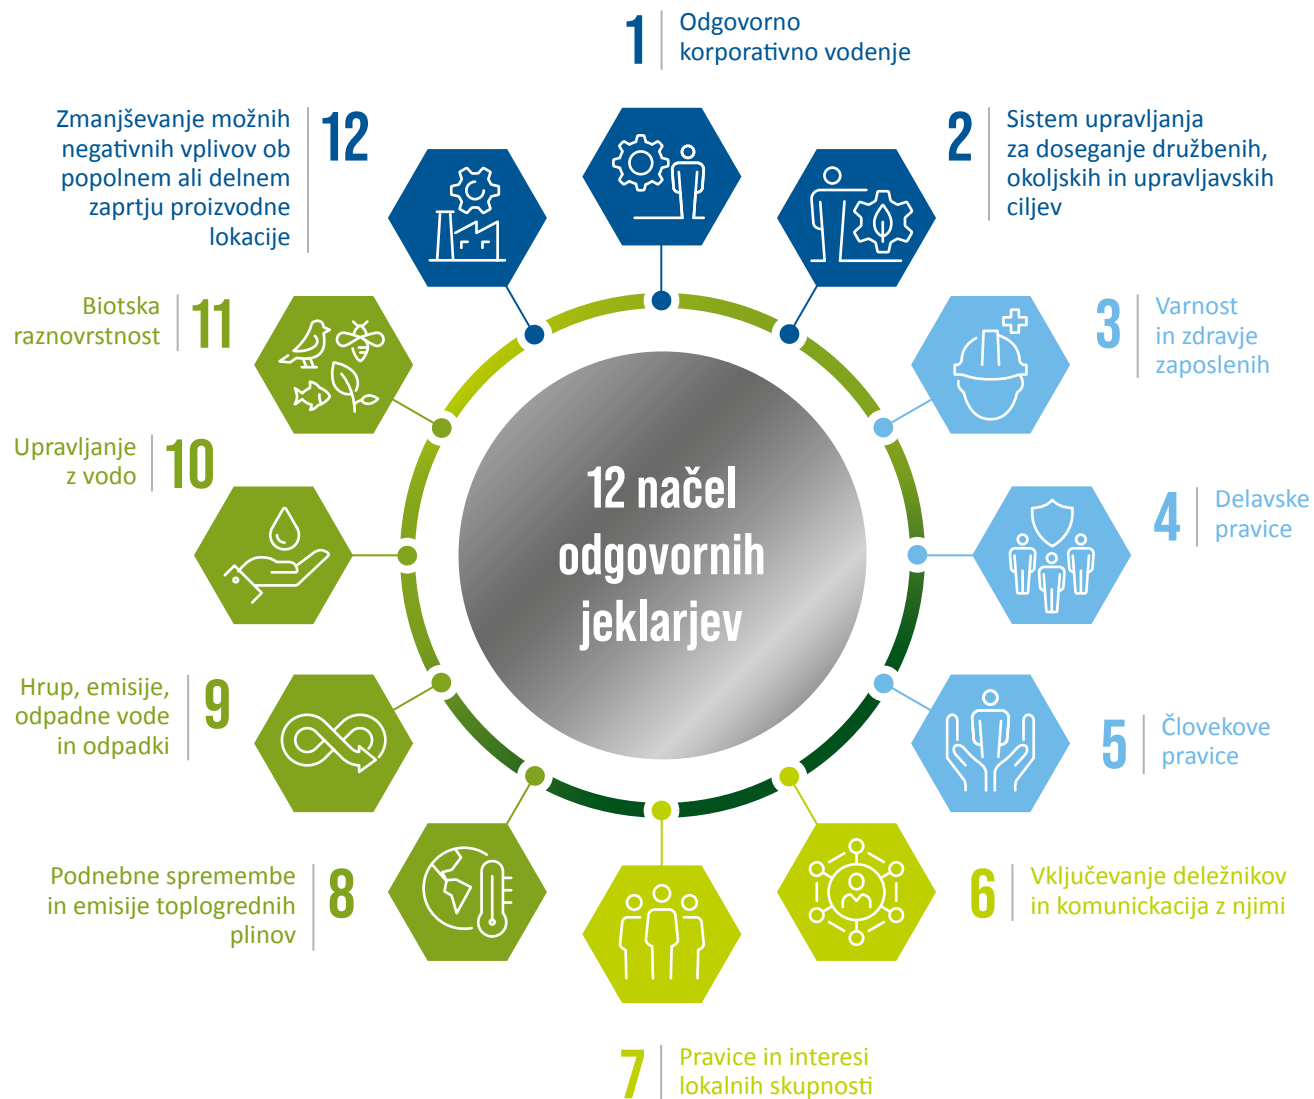 1
Odgovorno
korporativno vodenje
2
Sistem upravljanja
za doseganje družbenih,
okoljskih in upravljavskih
ciljev
3
Varnost
in zdravje
zaposlenih
4
Delavske
pravice
5
Človekove
pravice
6
Vključevanje deležnikov
in komunickacija z njimi
7
Pravice in interesi
lokalnih skupnosti
8
Podnebne spremembe
in emisije toplogrednih
plinov
9
Hrup, emisije,
odpadne vode
in odpadki
10
Upravljanje
z vodo
11
Biotska
raznovrstnost
12
Zmanjševanje možnih
negativnih vplivov ob
popolnem ali delnem
zaprtju proizvodne
lokacije
12 načel
odgovornih
jeklarjev